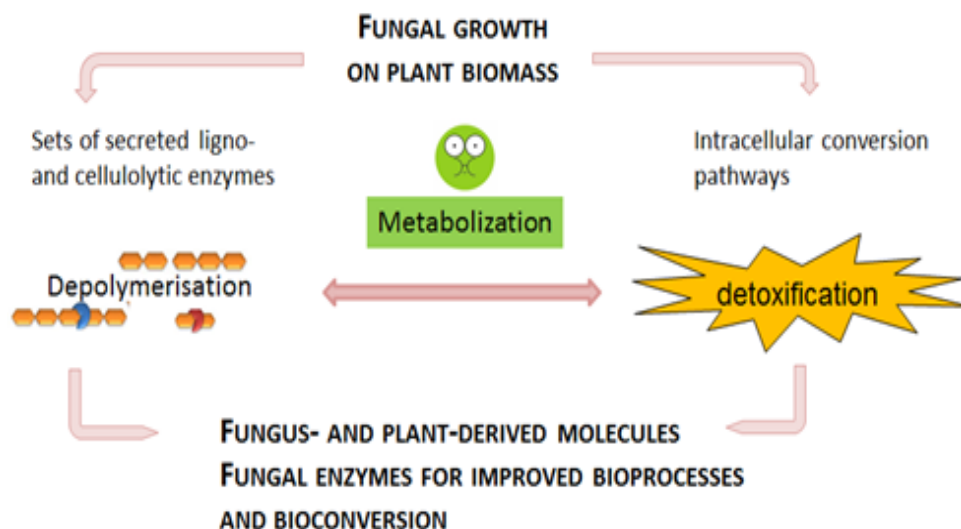 FUNGAL GROWTH
ON PLANT BIOMASS
Sets of secreted ligno-
and cellulolytic enzymes
Intracellular conversion
pathways
Metabolization
Depolymerisation
detoxification
FUNGUS- AND PLANT-DERIVED MOLECULES
FUNGAL ENZYMES FOR IMPROVED BIOPROCESSES
AND BIOCONVERSION